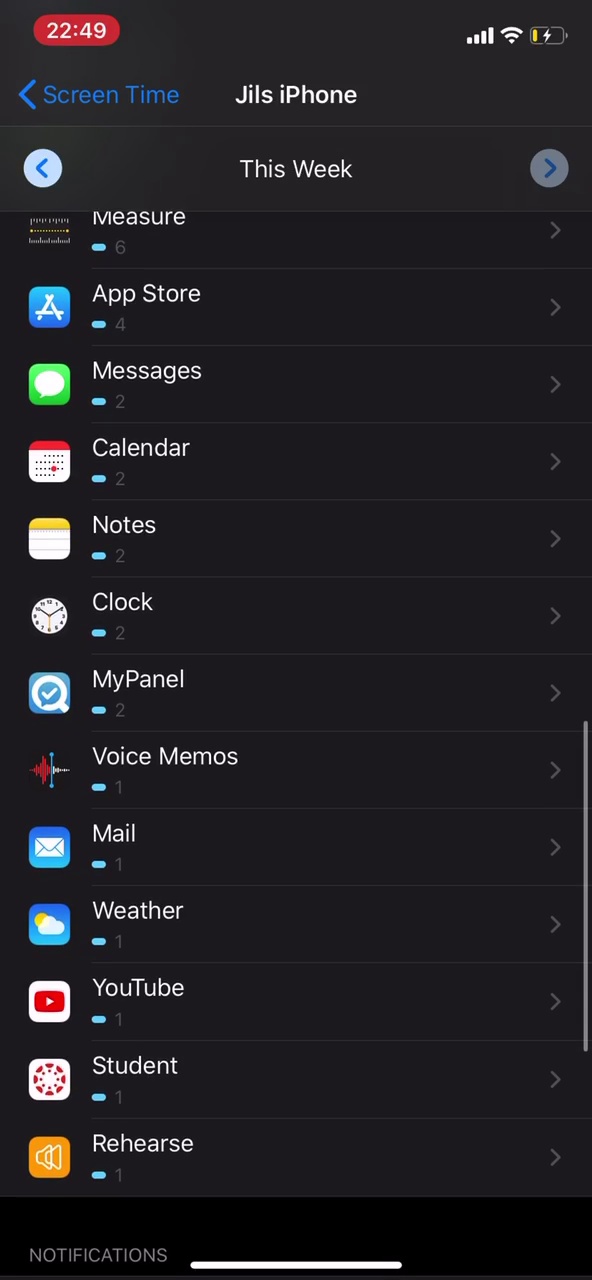 22:49
Screen Time
Jils iPhone
This Week
Measure
6
App Store
4
Messages
2
Calendar
2
Notes
2
Clock
2
MyPanel
2
Voice Memos
1
Mail
1
Weather
1
YouTube
1
Student
1
Rehearse
1
NOTIFICATIONS